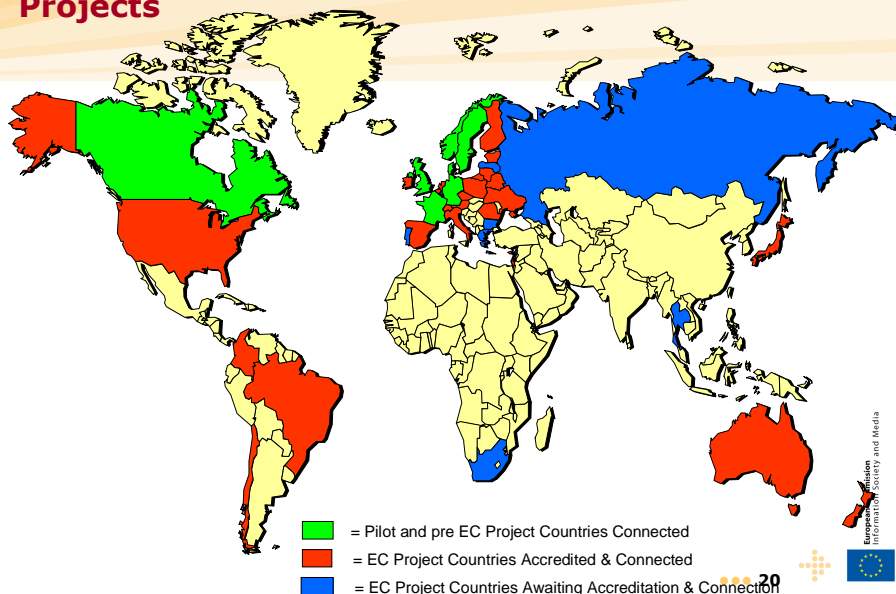 Projects
= Pilot and pre EC Project Countries Connected
= EC Project Countries Accredited & Connected
= EC Project Countries Awaiting Accreditation & Connection
20
European Commission
Information Society and Media